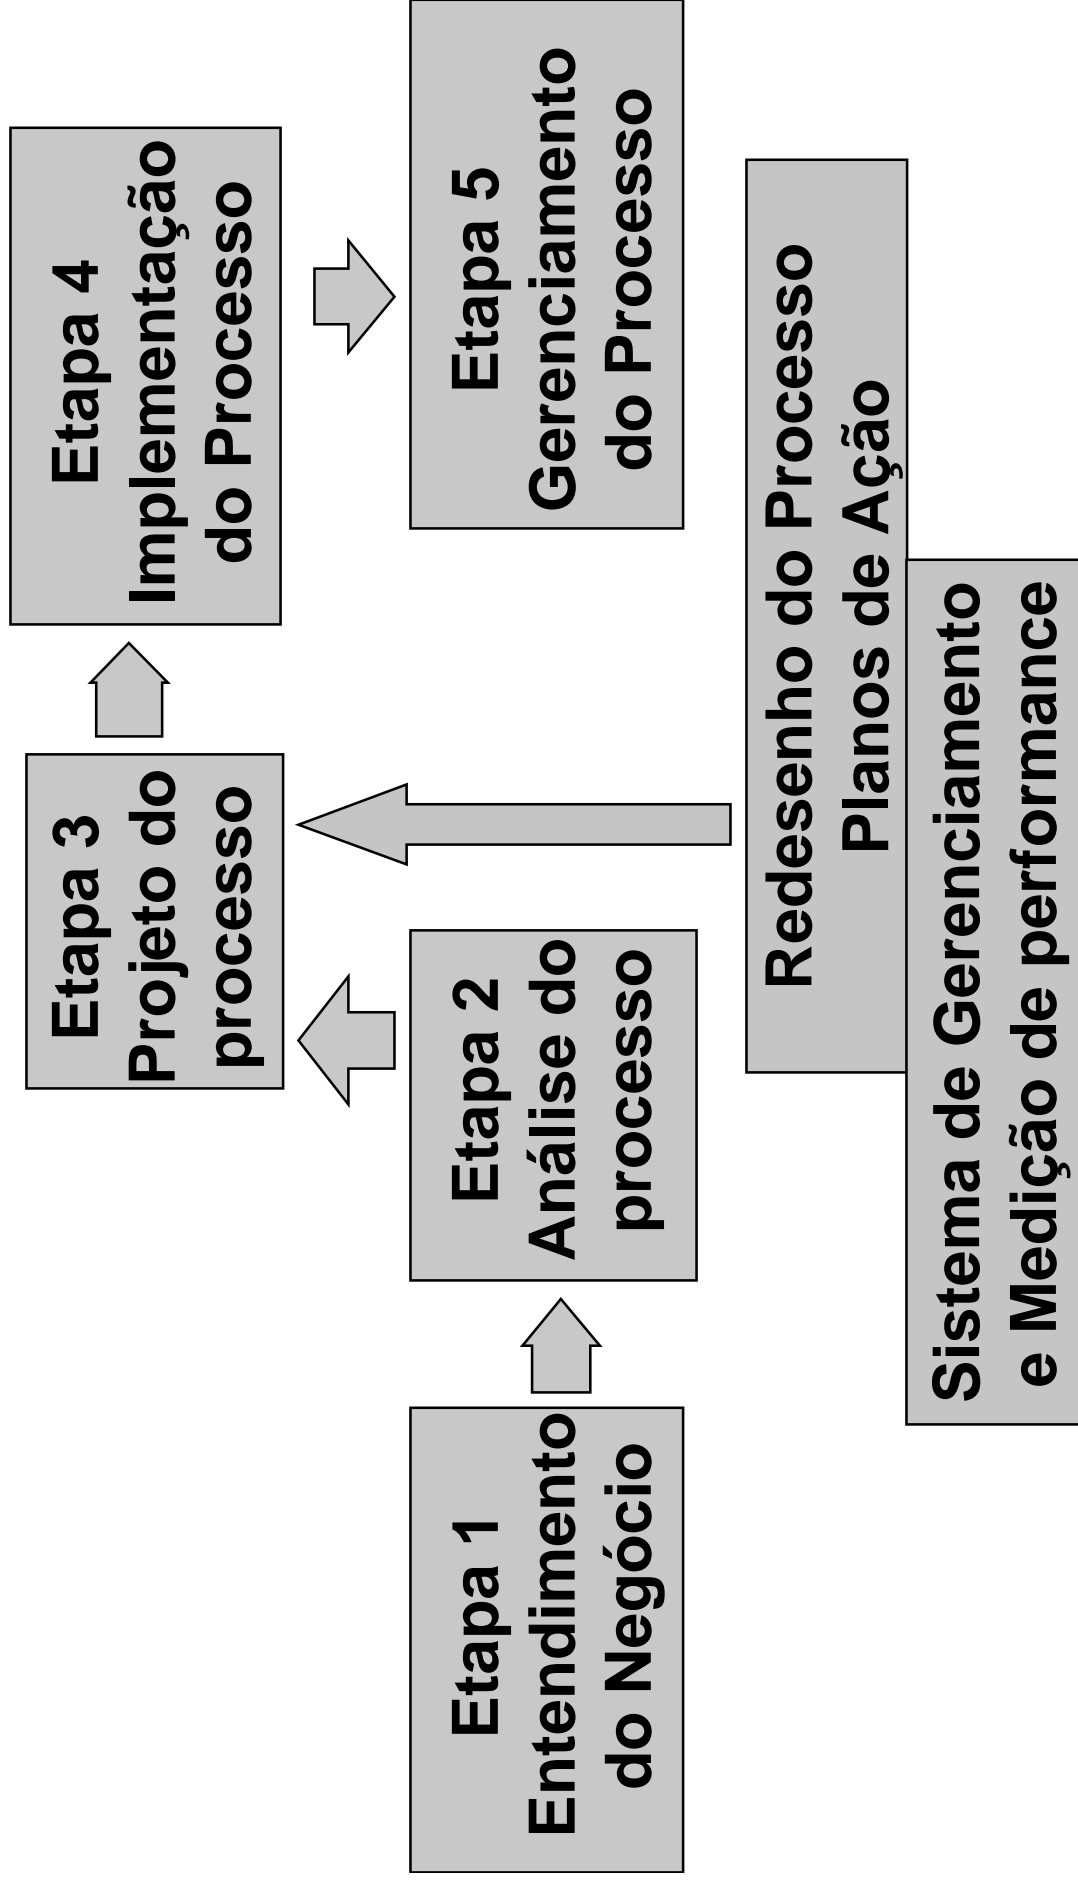 Etapa 1
Entendimento
do Negócio
Etapa 2
Análise do
processo
Etapa 3
Projeto do
processo
Etapa 4
Implementação
do Processo
Etapa 5
Gerenciamento
do Processo
Redesenho do Processo
Planos de Ação
Sistema de Gerenciamento
e Medição de performance